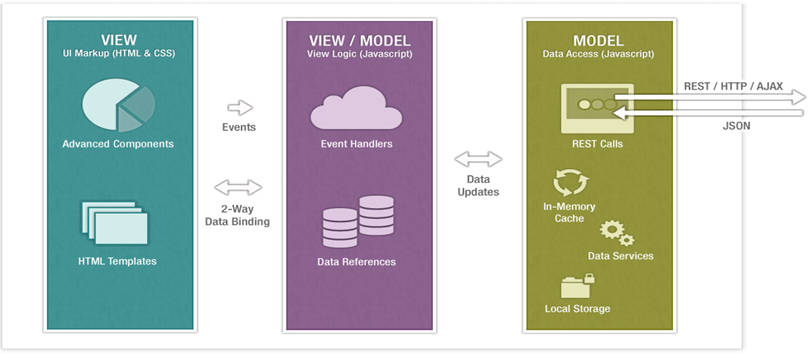 VIEW
UI Markup (HTML & CSS)
Advanced Components
HTML Templates
Events
2-Way
Data Binding
VIEW / MODEL
View Logic (Javascript)
Event Handlers
Data References
Data
Updates
MODEL
Data Access (Javascript)
REST Calls
In-Memory
Cache
Data Services
Local Storage
REST / HTTP / AJAX
JSON